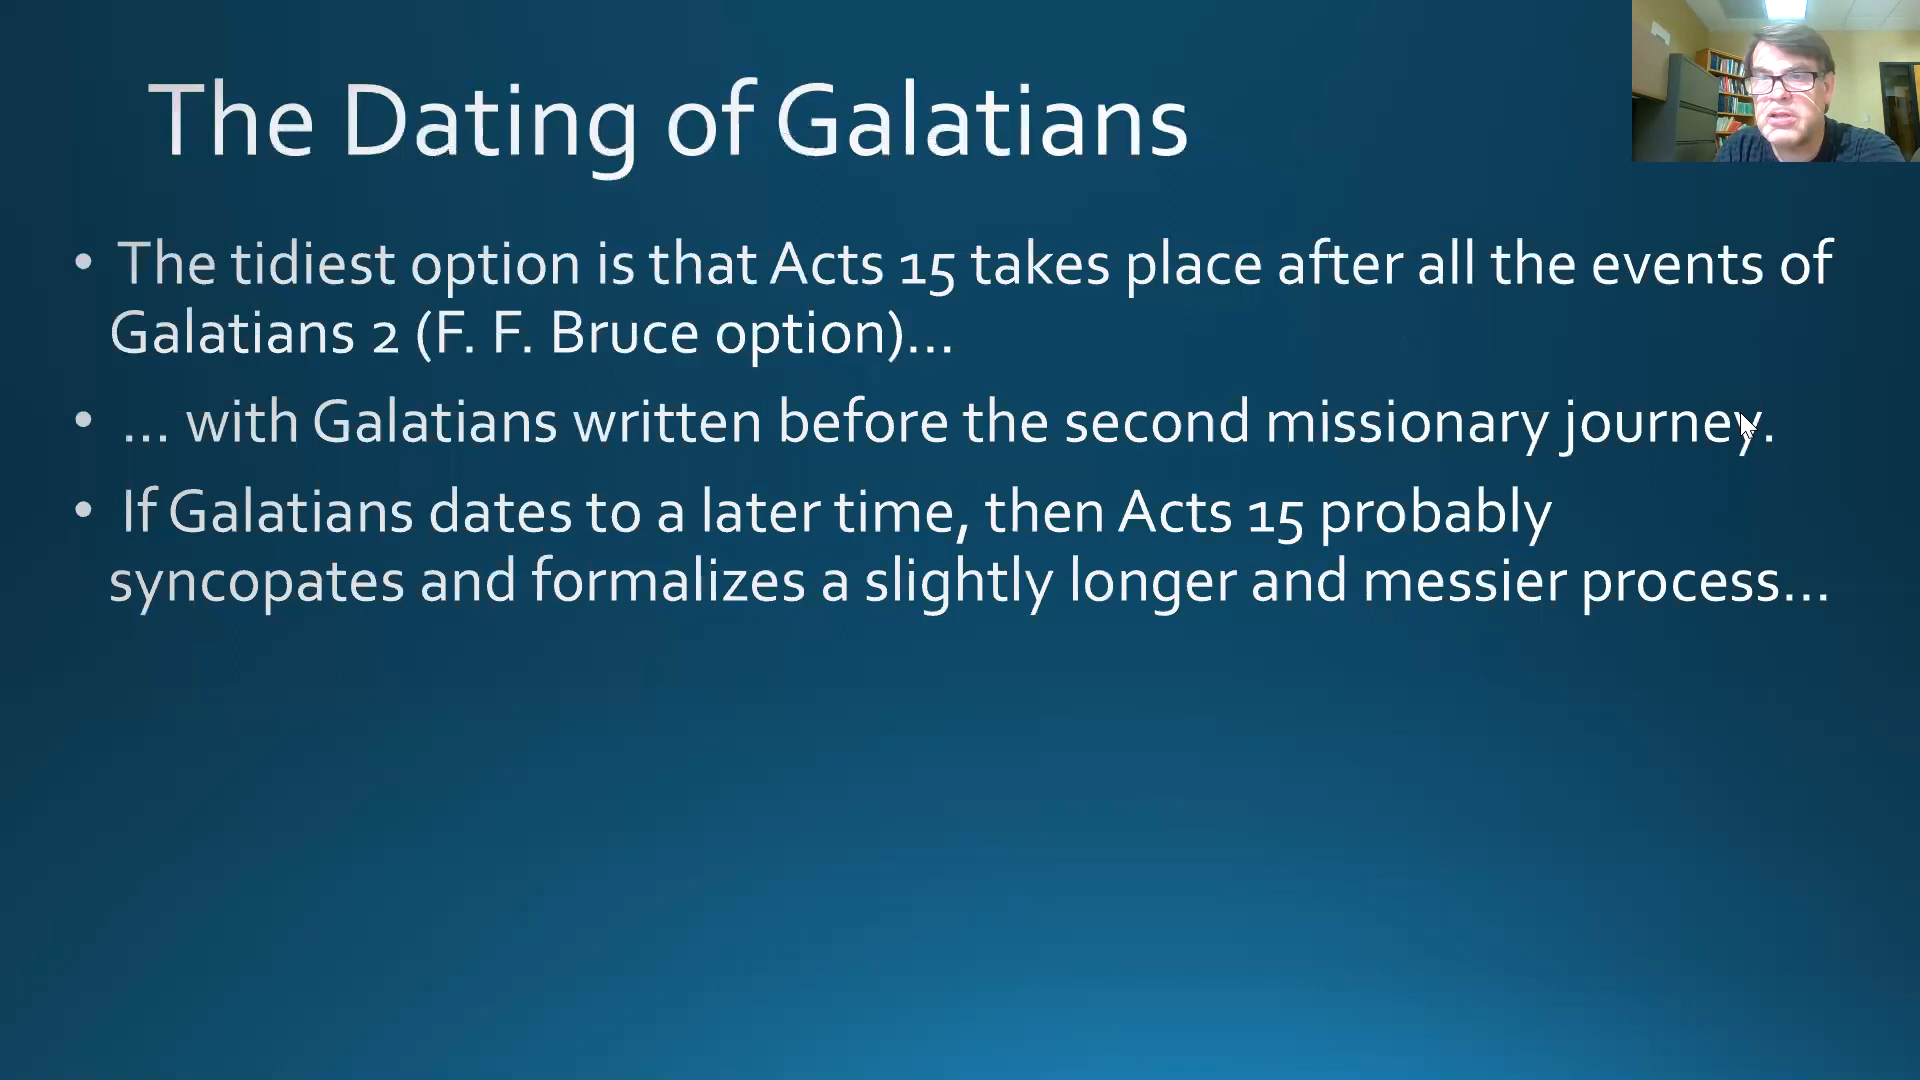 The Dating of Galatians
• The tidiest option is that Acts 15 takes place after all the events of
Galatians 2 (F. F. Bruce option)...
• ... with Galatians written before the second missionary journey.
• If Galatians dates to a later time, then Acts 15 probably
syncopates and formalizes a slightly longer and messier process...